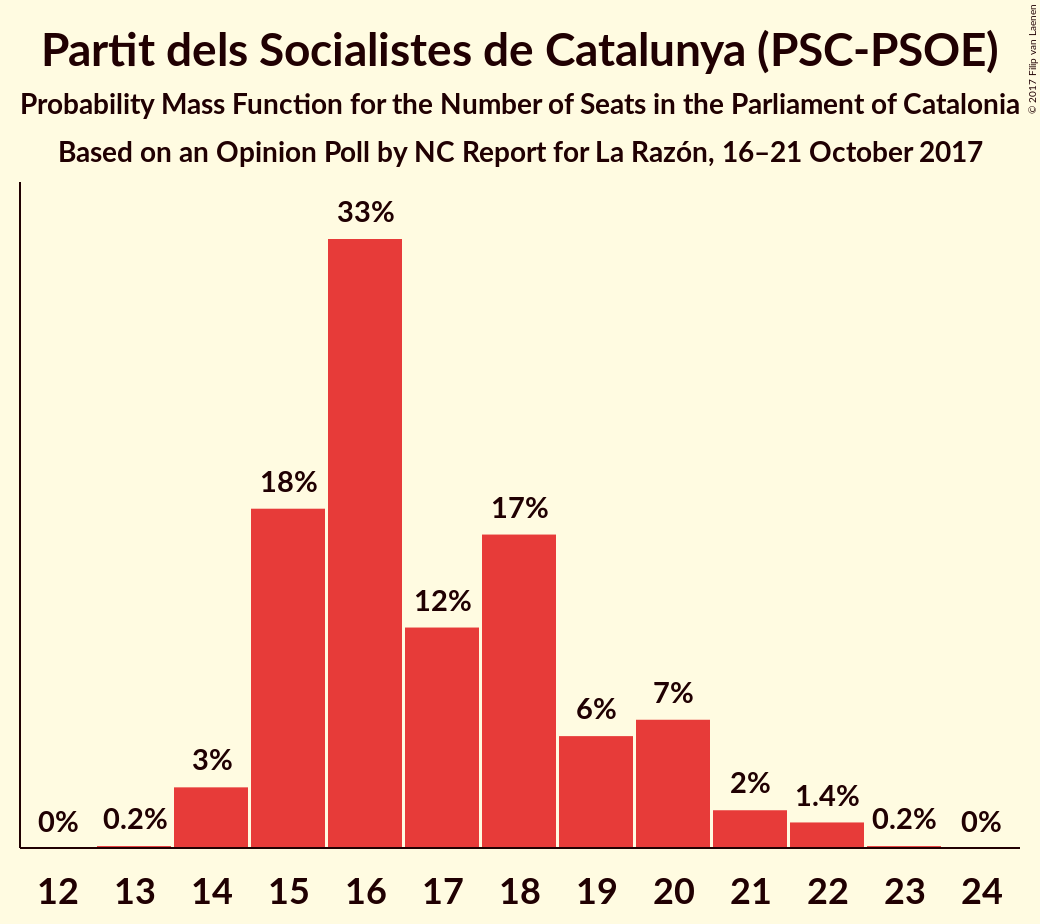 Partit dels Socialistes de Catalunya (PSC-PSOE)
Probability Mass Function for the Number of Seats in the Parliament of Catalonia
Based on an Opinion Poll by NC Report for La Razón, 16–21 October 2017
© 2017 Filip van Laenen
33%
18%
17%
12%
7%
6%
3%
2%
1.4%
0% 0.2% 0.2% 0%
12 13 14 15 16 17 18 19 20 21 22 23 24